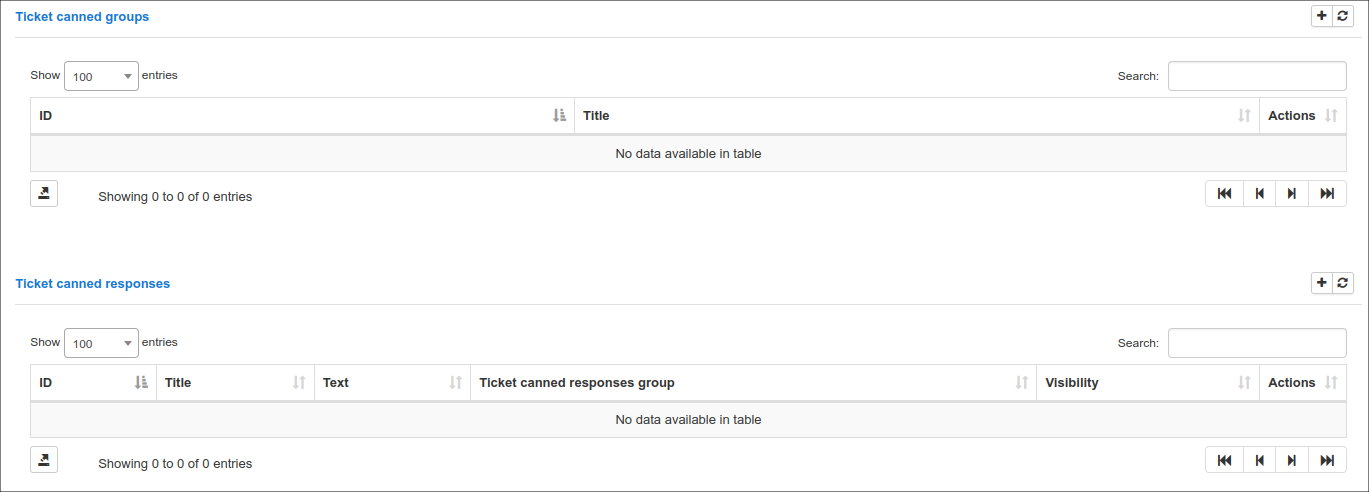 Ticket canned groups
Show 100 entries Search:
ID Title Actions
No data available in table
Showing 0 to 0 of 0 entries
Ticket canned responses
Show 100 entries Search:
ID Title Text Ticket canned responses group Visibility Actions
No data available in table
Showing 0 to 0 of 0 entries